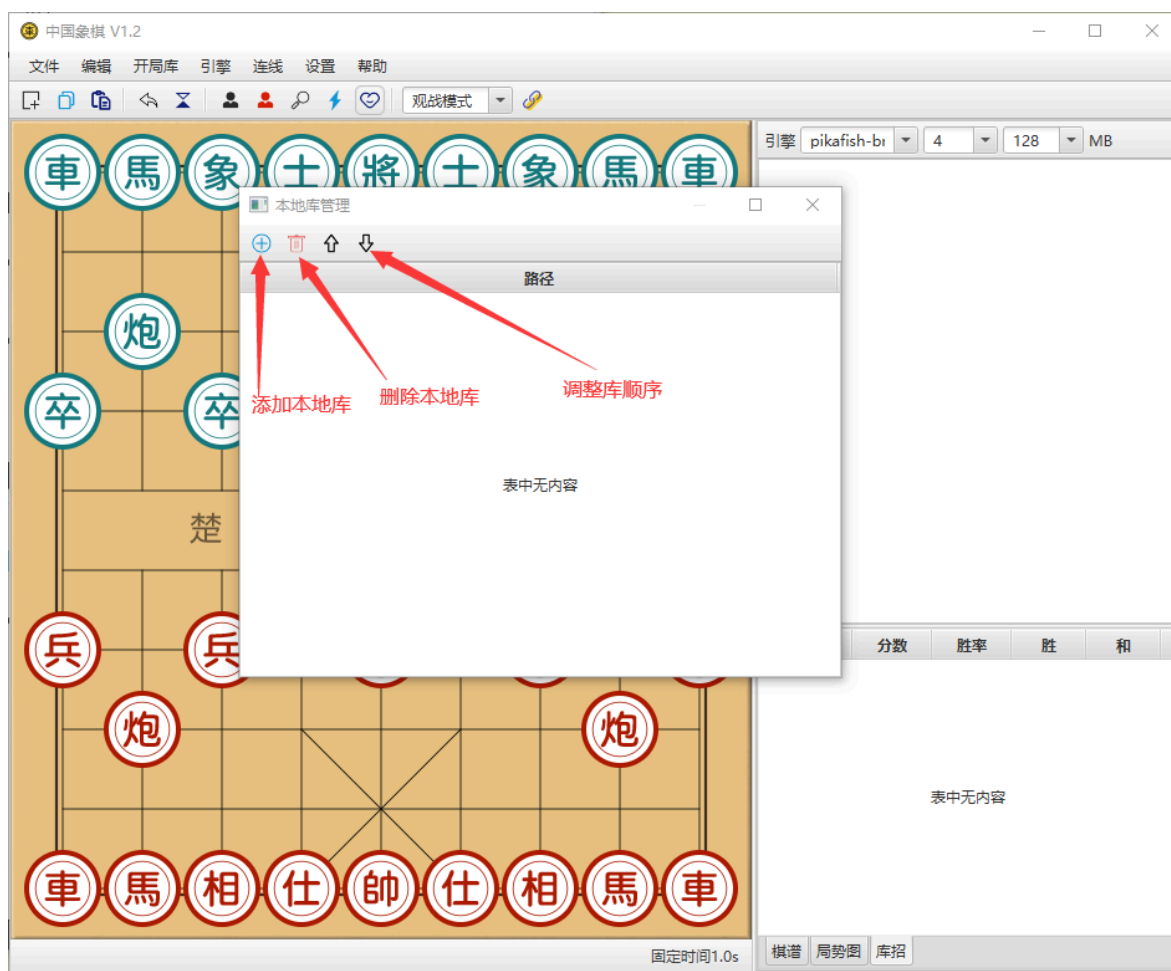 中国象棋 V1.2
文件 编辑 开局库 引擎 连线 设置 帮助
观战模式
引擎 pikafish-br 4 128 MB
車 馬 象 士 將 士 象 馬 車
本地库管理
路径
炮
添加本地库 删除本地库 调整库顺序
卒 卒
表中无内容
楚
兵 兵
分数 胜率 胜 和
炮 炮
表中无内容
車 馬 相 仕 帥 仕 相 馬 車
固定时间1.0s
棋谱 局势图 库招